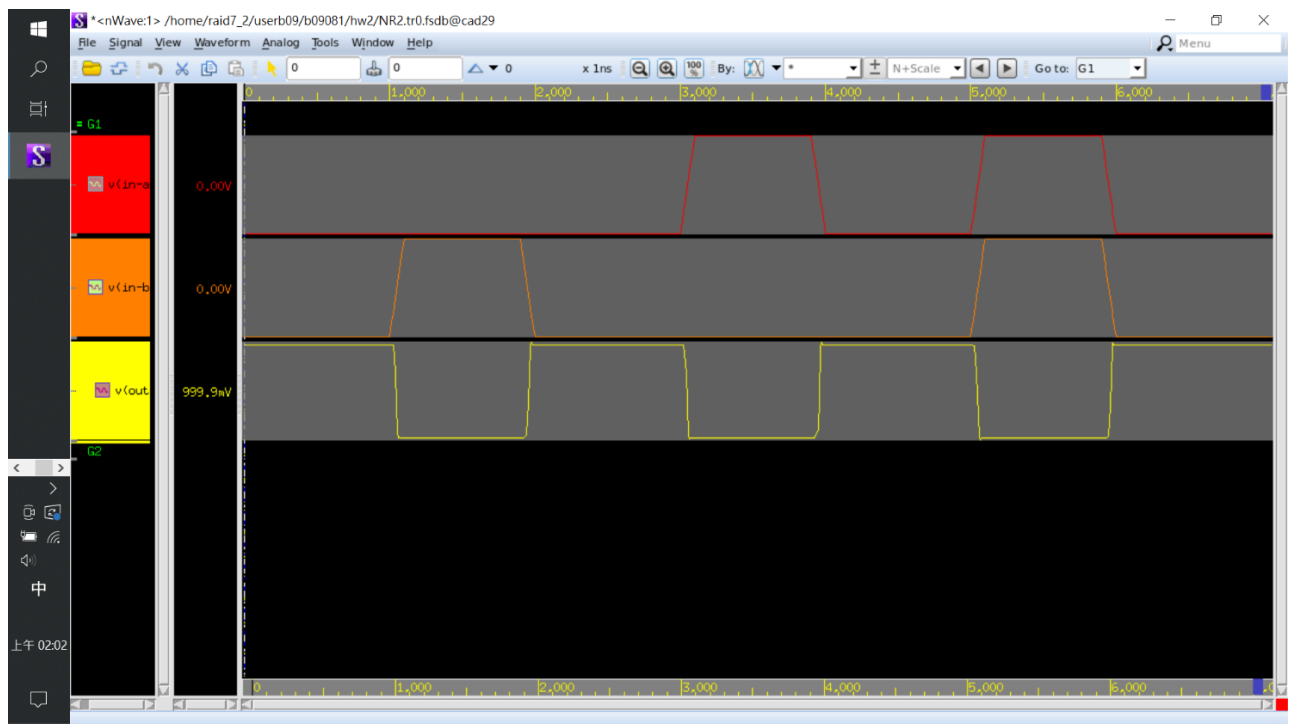 *<nWave:1> /home/raid7_2/userb09/b09081/hw2/NR2.tr0.fsdb@cad29
File Signal View Waveform Analog Tools Window Help
Menu
0 0 0 x 1ns 100 % By: * N+Scale Go to: G1
0 1,000 2,000 3,000 4,000 5,000 6,000
= G1
v(in-a 0.00V
v(in-b 0.00V
v(out 999.9mV
G2
中
上午 02:02
0 1,000 2,000 3,000 4,000 5,000 6,000